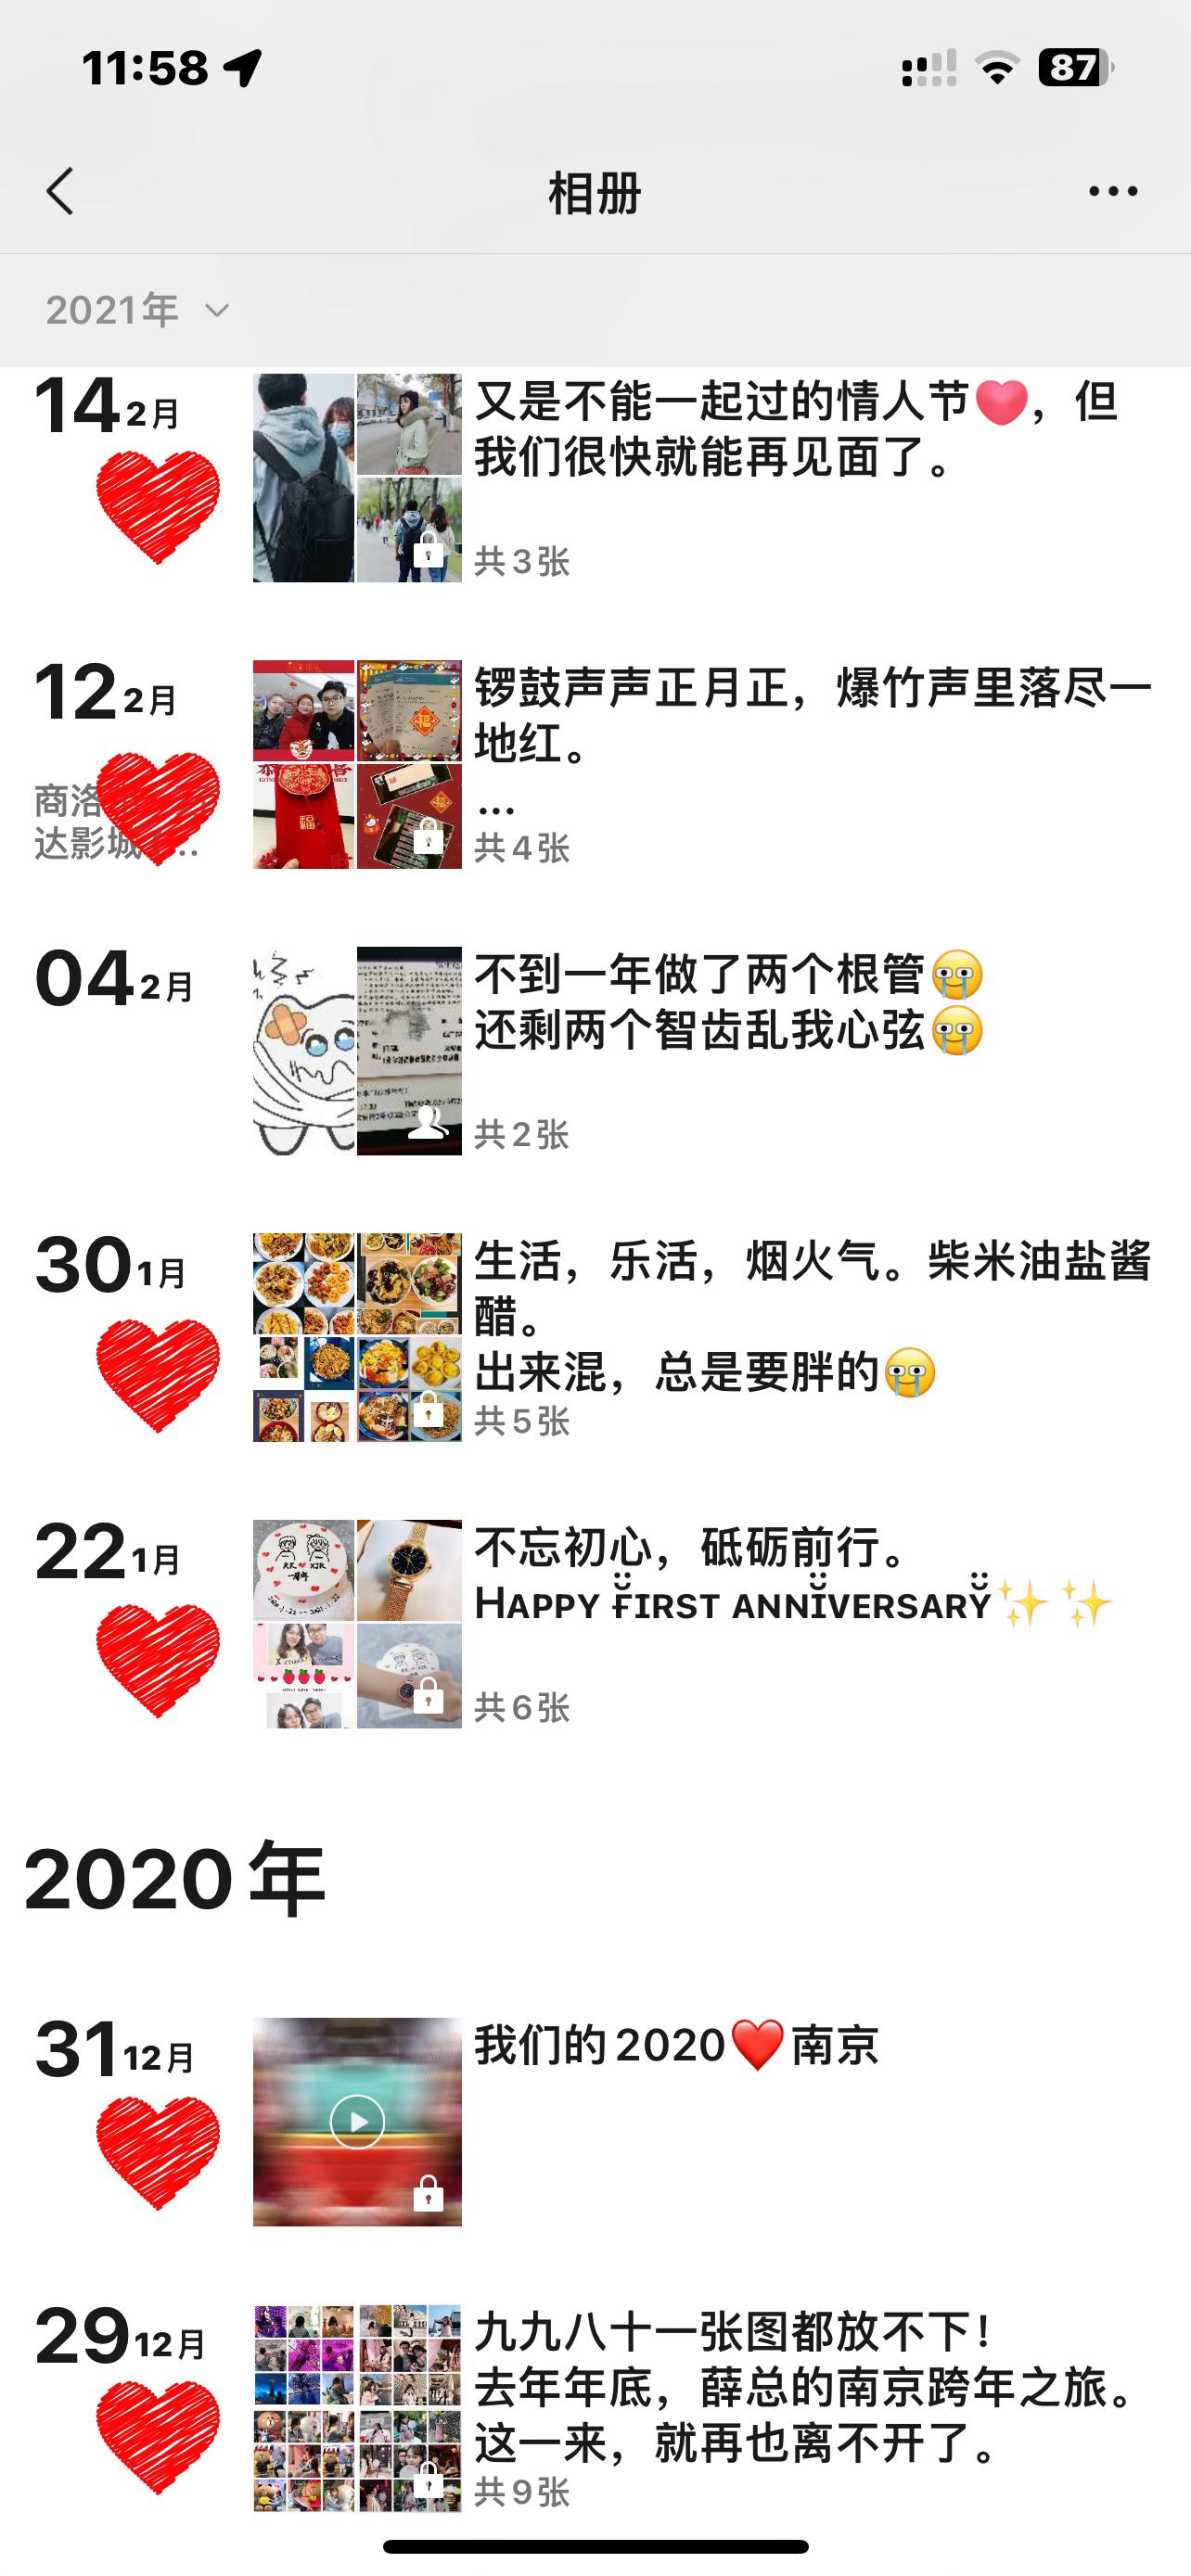 11:58
87
相册
2021年
14 2月
又是不能一起过的情人节❤，但
我们很快就能再见面了。
共3张
12 2月
锣鼓声声正月正，爆竹声里落尽一
地红。
...
共4张
商洛
达影城
04 2月
不到一年做了两个根管😭
还剩两个智齿乱我心弦😭
共2张
30 1月
生活，乐活，烟火气。柴米油盐酱
醋。
出来混，总是要胖的😭
共5张
22 1月
不忘初心，砥砺前行。
Hᴀᴘᴘʏ ꜰ̆̈ɪʀsᴛ ᴀɴɴɪ̆̈ᴠᴇʀsᴀʀʏ̆̈✨ ✨
共6张
2020年
31 12月
我们的2020❤️南京
29 12月
九九八十一张图都放不下！
去年年底，薛总的南京跨年之旅。
这一来，就再也离不开了。
共9张